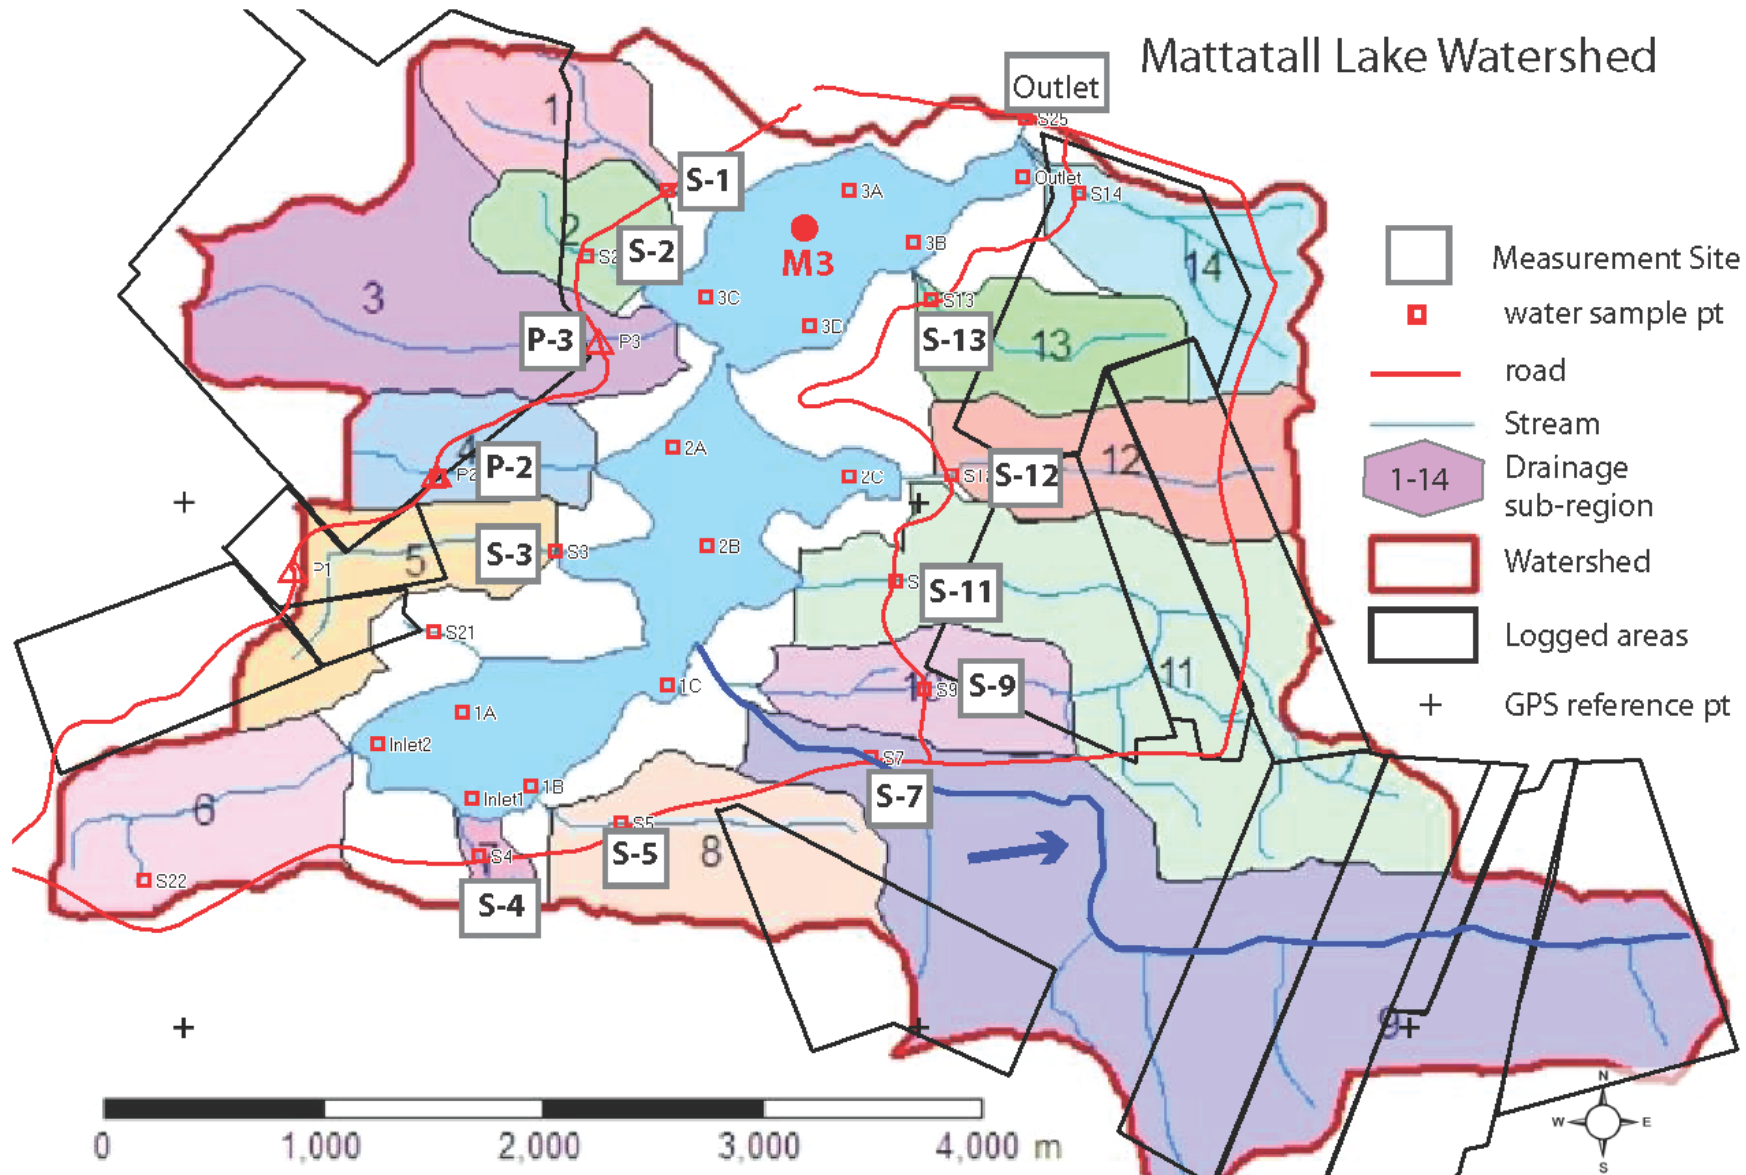 Mattatall Lake Watershed
Outlet
S25
1
S-1
3A
Outlet
S14
M3
3B
2
S-2
3
3C
3D
S13
14
P-3
P3
S-13
13
Measurement Site
water sample pt
road
Stream
1-14
Drainage
sub-region
Watershed
Logged areas
GPS reference pt
4
P2
P-2
2A
2C
S-12
12
5
P1
S-3
S3
2B
S-11
11
S21
1C
S9
S-9
1A
Inlet2
Inlet1
1B
S7
S-7
6
S22
S4
S-4
S5
S-5
8
9
0
1,000
2,000
3,000
4,000 m
N
W
E
S